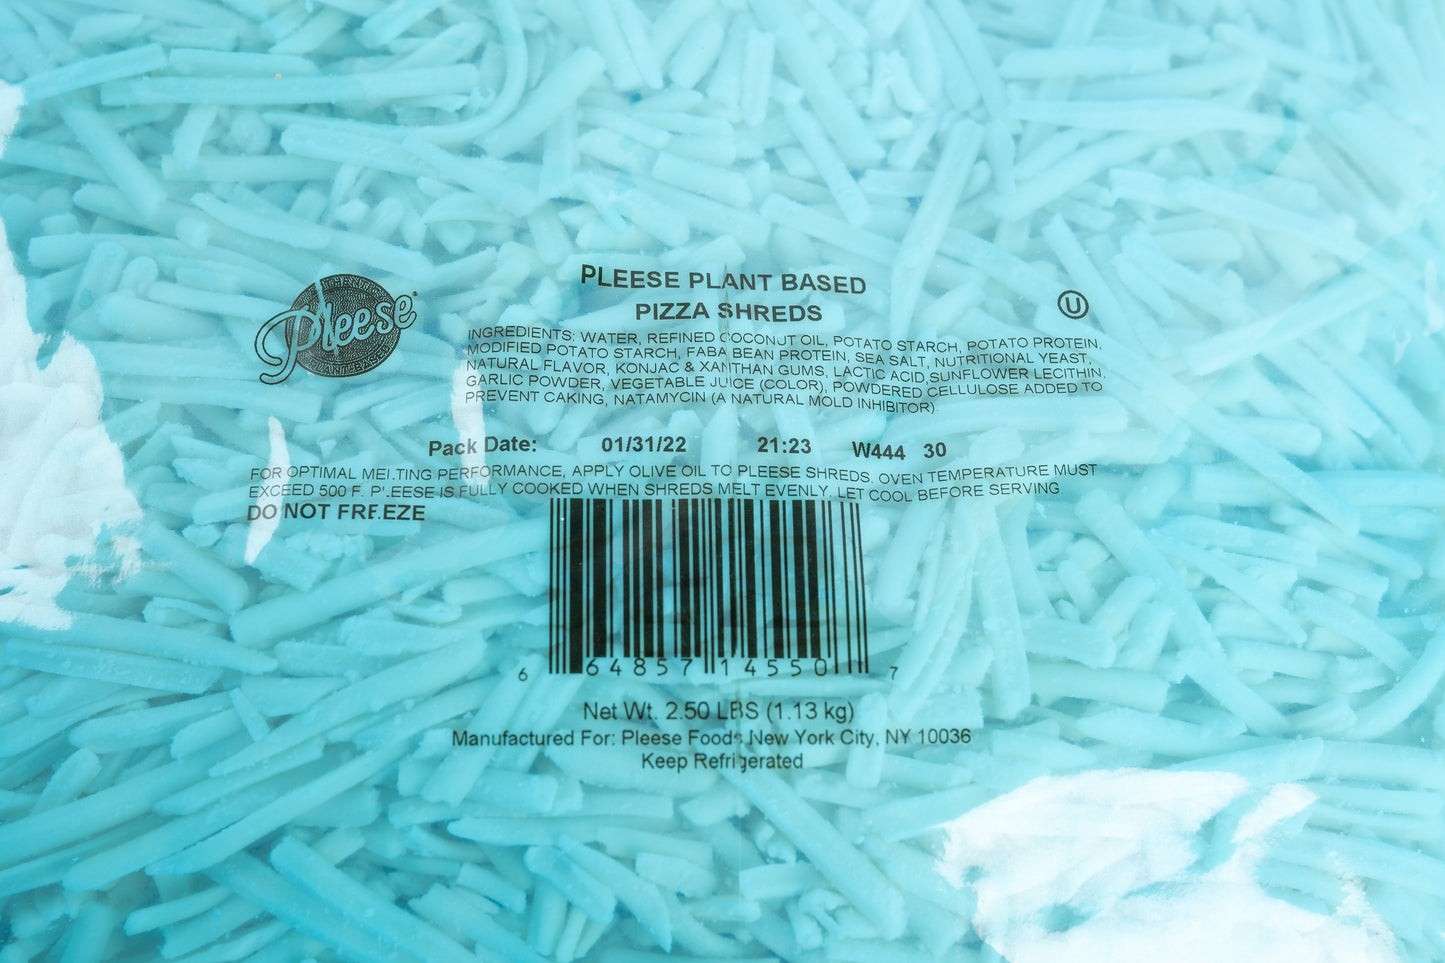 Pleese
PLEESE PLANT BASED
PIZZA SHREDS
INGREDIENTS: WATER, REFINED COCONUT OIL, POTATO STARCH, POTATO PROTEIN,
MODIFIED POTATO STARCH, FABA BEAN PROTEIN, SEA SALT, NUTRITIONAL YEAST,
NATURAL FLAVOR, KONJAC & XANTHAN GUMS, LACTIC ACID,SUNFLOWER LECITHIN,
GARLIC POWDER, VEGETABLE JUICE (COLOR), POWDERED CELLULOSE ADDED TO
PREVENT CAKING, NATAMYCIN (A NATURAL MOLD INHIBITOR).
Pack Date: 01/31/22 21:23 W444 30
FOR OPTIMAL MELTING PERFORMANCE, APPLY OLIVE OIL TO PLEESE SHREDS. OVEN TEMPERATURE MUST
EXCEED 500 F. PLEESE IS FULLY COOKED WHEN SHREDS MELT EVENLY. LET COOL BEFORE SERVING
DO NOT FREEZE
6 64857 14550 7
Net Wt. 2.50 LBS (1.13 kg)
Manufactured For: Pleese Foods New York City, NY 10036
Keep Refrigerated
U